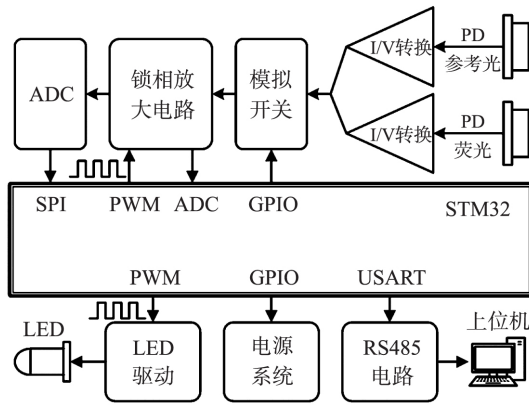 PD
I/V转换
参考光
ADC
锁相放
大电路
模拟
开关
PD
I/V转换
荧光
SPI
PWM
ADC
GPIO
STM32
PWM
GPIO
USART
LED
LED
驱动
电源
系统
RS485
电路
上位机